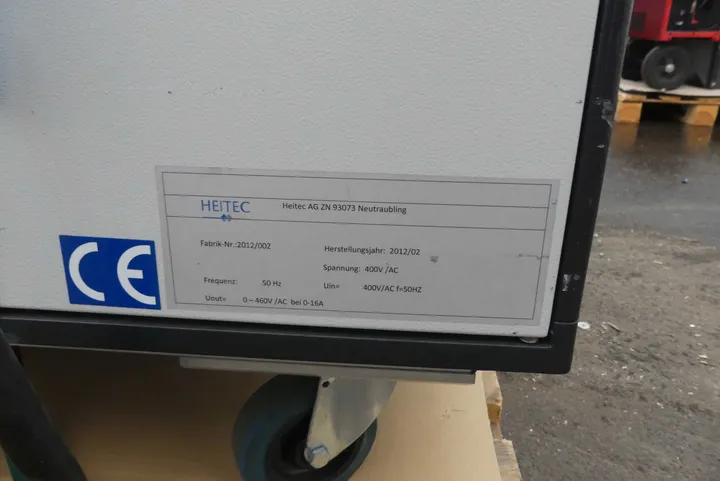 HEITEC Heitec AG ZN 93073 Neutraubling
Fabrik-Nr.:2012/002 Herstellungsjahr: 2012/02
Spannung: 400V /AC
Frequenz: 50 Hz Uin= 400V/AC f=50HZ
Uout= 0 – 460V /AC bei 0-16A
CE